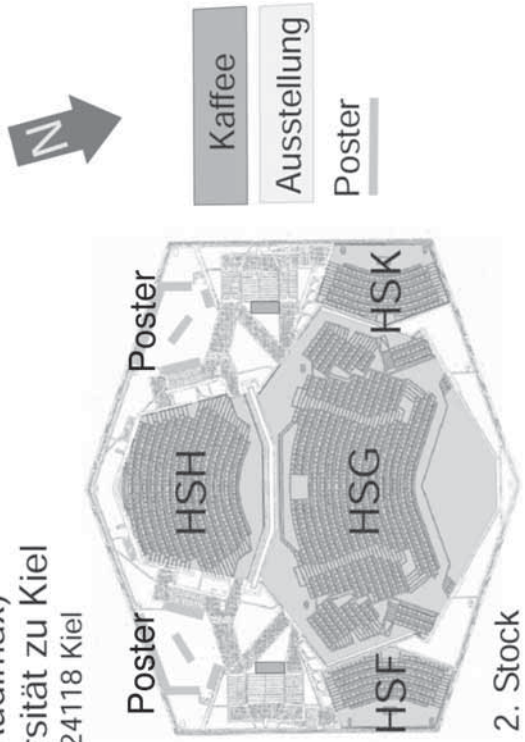 rsität zu Kiel
24118 Kiel
Poster
Poster
HSH
HSG
HSF
HSK
2. Stock
N
Kaffee
Ausstellung
Poster